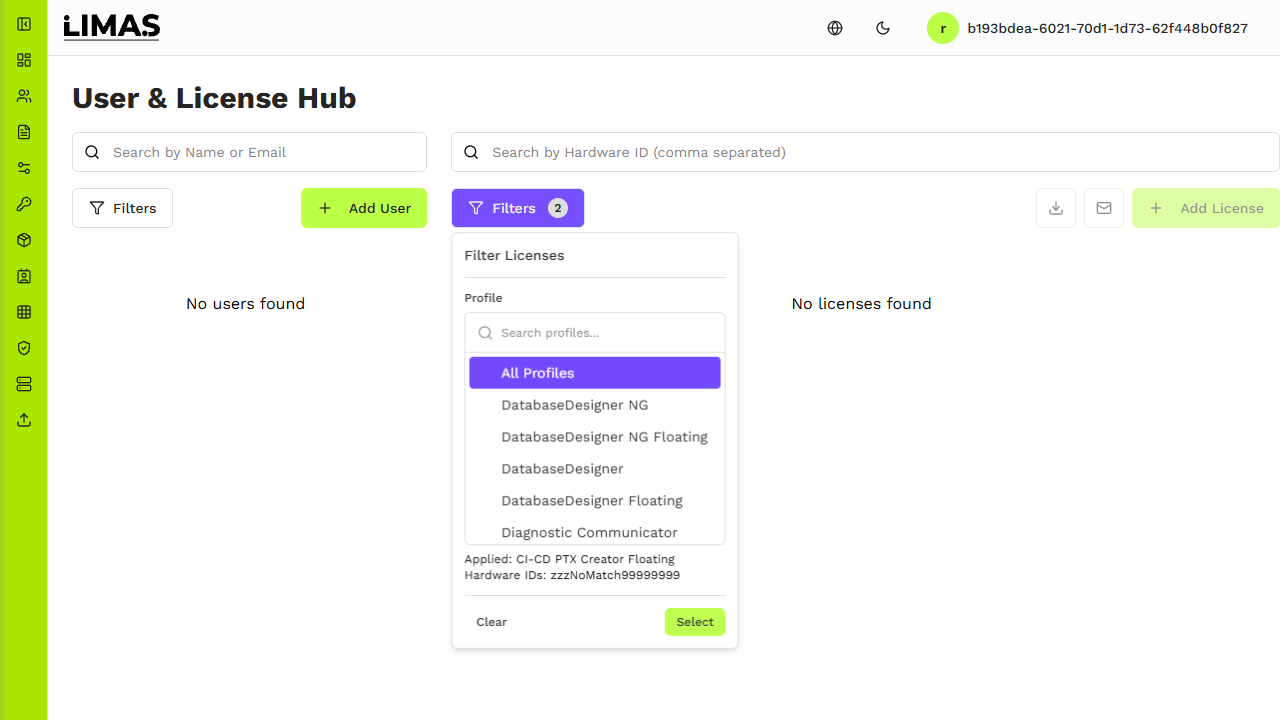 LIMAS
r
b193bdea-6021-70d1-1d73-62f448b0f827
User & License Hub
Search by Name or Email
Search by Hardware ID (comma separated)
Filters
Add User
Filters 2
Add License
Filter Licenses
Profile
Search profiles...
All Profiles
DatabaseDesigner NG
DatabaseDesigner NG Floating
DatabaseDesigner
DatabaseDesigner Floating
Diagnostic Communicator
Applied: CI-CD PTX Creator Floating
Hardware IDs: zzzNoMatch99999999
Clear
Select
No users found
No licenses found